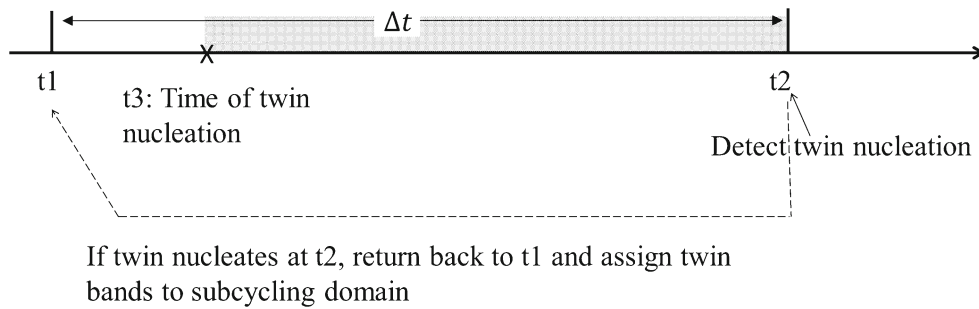 Δt
t1
t2
t3: Time of twin
nucleation
Detect twin nucleation
If twin nucleates at t2, return back to t1 and assign twin
bands to subcycling domain